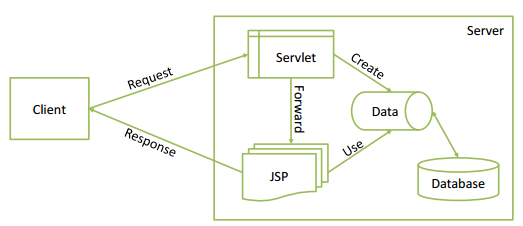 Server
Servlet
Create
Request
Client
Forward
Data
Response
Use
JSP
Database